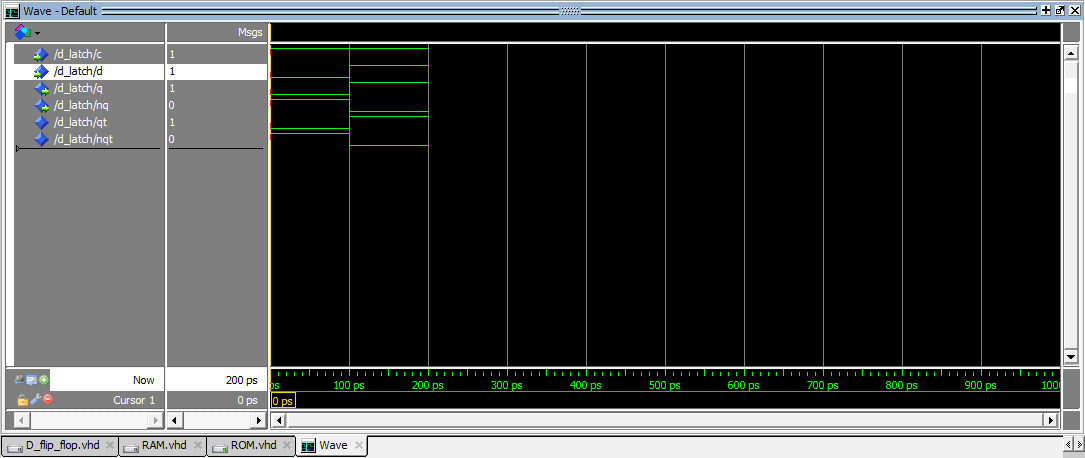 Wave - Default
Msgs
/d_latch/c 1
/d_latch/d 1
/d_latch/q 1
/d_latch/nq 0
/d_latch/qt 1
/d_latch/nqt 0
Now 200 ps
ps 100 ps 200 ps 300 ps 400 ps 500 ps 600 ps 700 ps 800 ps 900 ps 1000
Cursor 1 0 ps 0 ps
D_flip_flop.vhd RAM.vhd ROM.vhd Wave